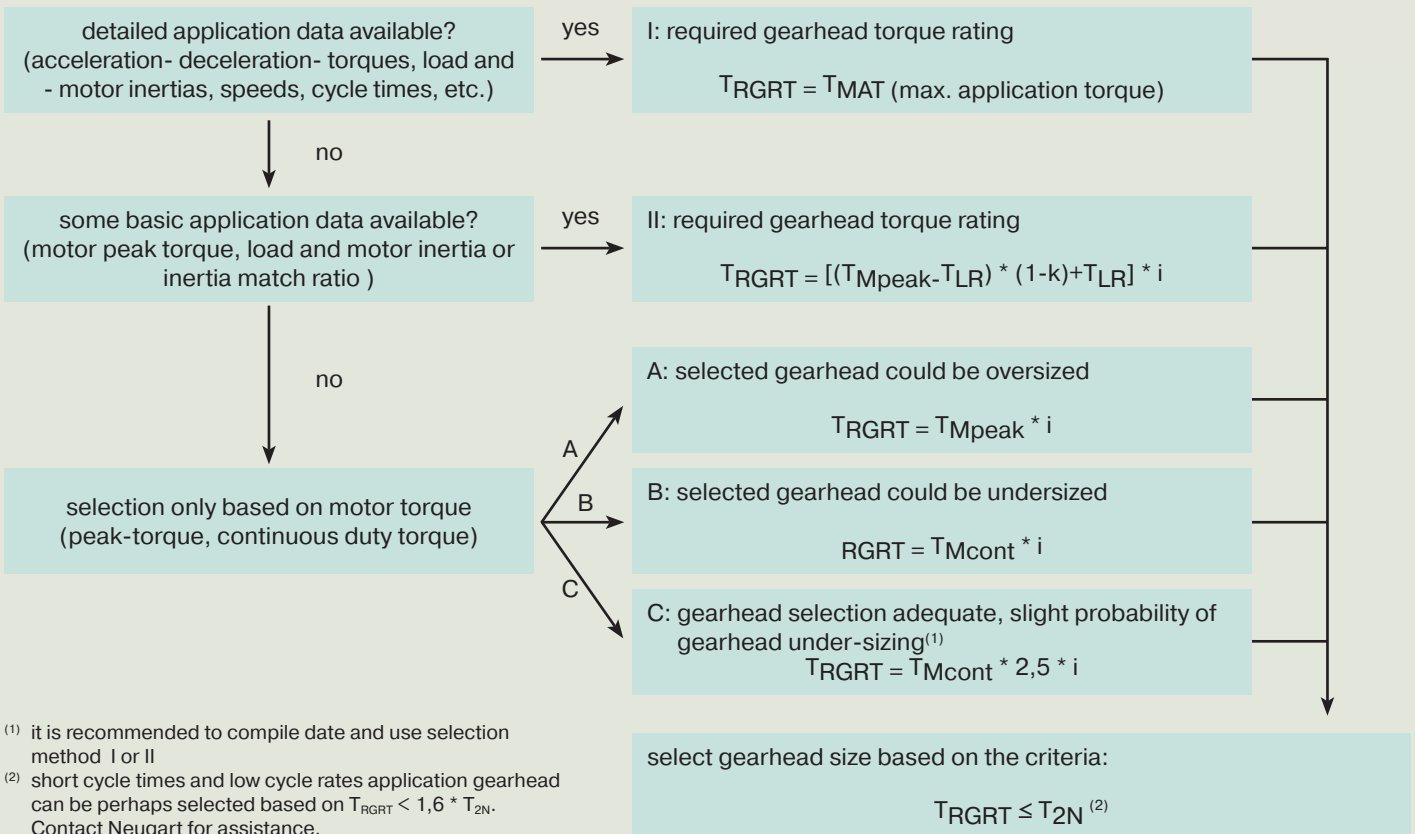 detailed application data available?
(acceleration- deceleration- torques, load and
- motor inertias, speeds, cycle times, etc.)
yes
I: required gearhead torque rating
TRGRT = TMAT (max. application torque)
no
some basic application data available?
(motor peak torque, load and motor inertia or
inertia match ratio )
yes
II: required gearhead torque rating
TRGRT = [(TMpeak-TLR) * (1-k)+TLR] * i
no
A: selected gearhead could be oversized
TRGRT = TMpeak * i
A
selection only based on motor torque
(peak-torque, continuous duty torque)
B
B: selected gearhead could be undersized
RGRT = TMcont * i
C
C: gearhead selection adequate, slight probability of
gearhead under-sizing(1)
TRGRT = TMcont * 2,5 * i
(1) it is recommended to compile date and use selection
method I or II
(2) short cycle times and low cycle rates application gearhead
can be perhaps selected based on TRGRT < 1,6 * T2N.
Contact Neugart for assistance.
select gearhead size based on the criteria:
TRGRT ≤ T2N (2)